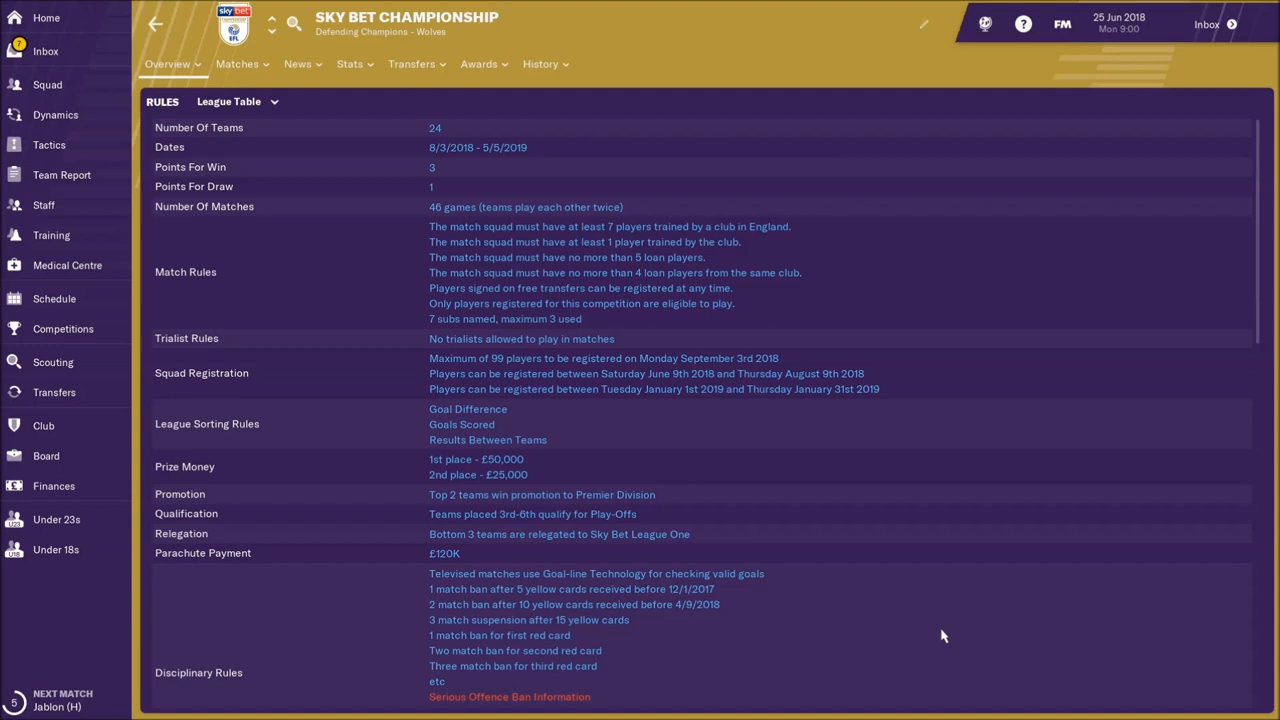 Home
7
Inbox
Squad
Dynamics
Tactics
Team Report
Staff
Training
Medical Centre
Schedule
Competitions
Scouting
Transfers
Club
Board
Finances
U23
Under 23s
U18
Under 18s
5
NEXT MATCH
Jablon (H)
sky bet
EFL
SKY BET CHAMPIONSHIP
Defending Champions - Wolves
?
FM
25 Jun 2018
Mon 9:00
Inbox
Overview
Matches
News
Stats
Transfers
Awards
History
RULES League Table
Number Of Teams 24
Dates 8/3/2018 - 5/5/2019
Points For Win 3
Points For Draw 1
Number Of Matches 46 games (teams play each other twice)
Match Rules
The match squad must have at least 7 players trained by a club in England.
The match squad must have at least 1 player trained by the club.
The match squad must have no more than 5 loan players.
The match squad must have no more than 4 loan players from the same club.
Players signed on free transfers can be registered at any time.
Only players registered for this competition are eligible to play.
7 subs named, maximum 3 used
Trialist Rules No trialists allowed to play in matches
Squad Registration
Maximum of 99 players to be registered on Monday September 3rd 2018
Players can be registered between Saturday June 9th 2018 and Thursday August 9th 2018
Players can be registered between Tuesday January 1st 2019 and Thursday January 31st 2019
League Sorting Rules
Goal Difference
Goals Scored
Results Between Teams
Prize Money
1st place - £50,000
2nd place - £25,000
Promotion Top 2 teams win promotion to Premier Division
Qualification Teams placed 3rd-6th qualify for Play-Offs
Relegation Bottom 3 teams are relegated to Sky Bet League One
Parachute Payment £120K
Disciplinary Rules
Televised matches use Goal-line Technology for checking valid goals
1 match ban after 5 yellow cards received before 12/1/2017
2 match ban after 10 yellow cards received before 4/9/2018
3 match suspension after 15 yellow cards
1 match ban for first red card
Two match ban for second red card
Three match ban for third red card
etc
Serious Offence Ban Information